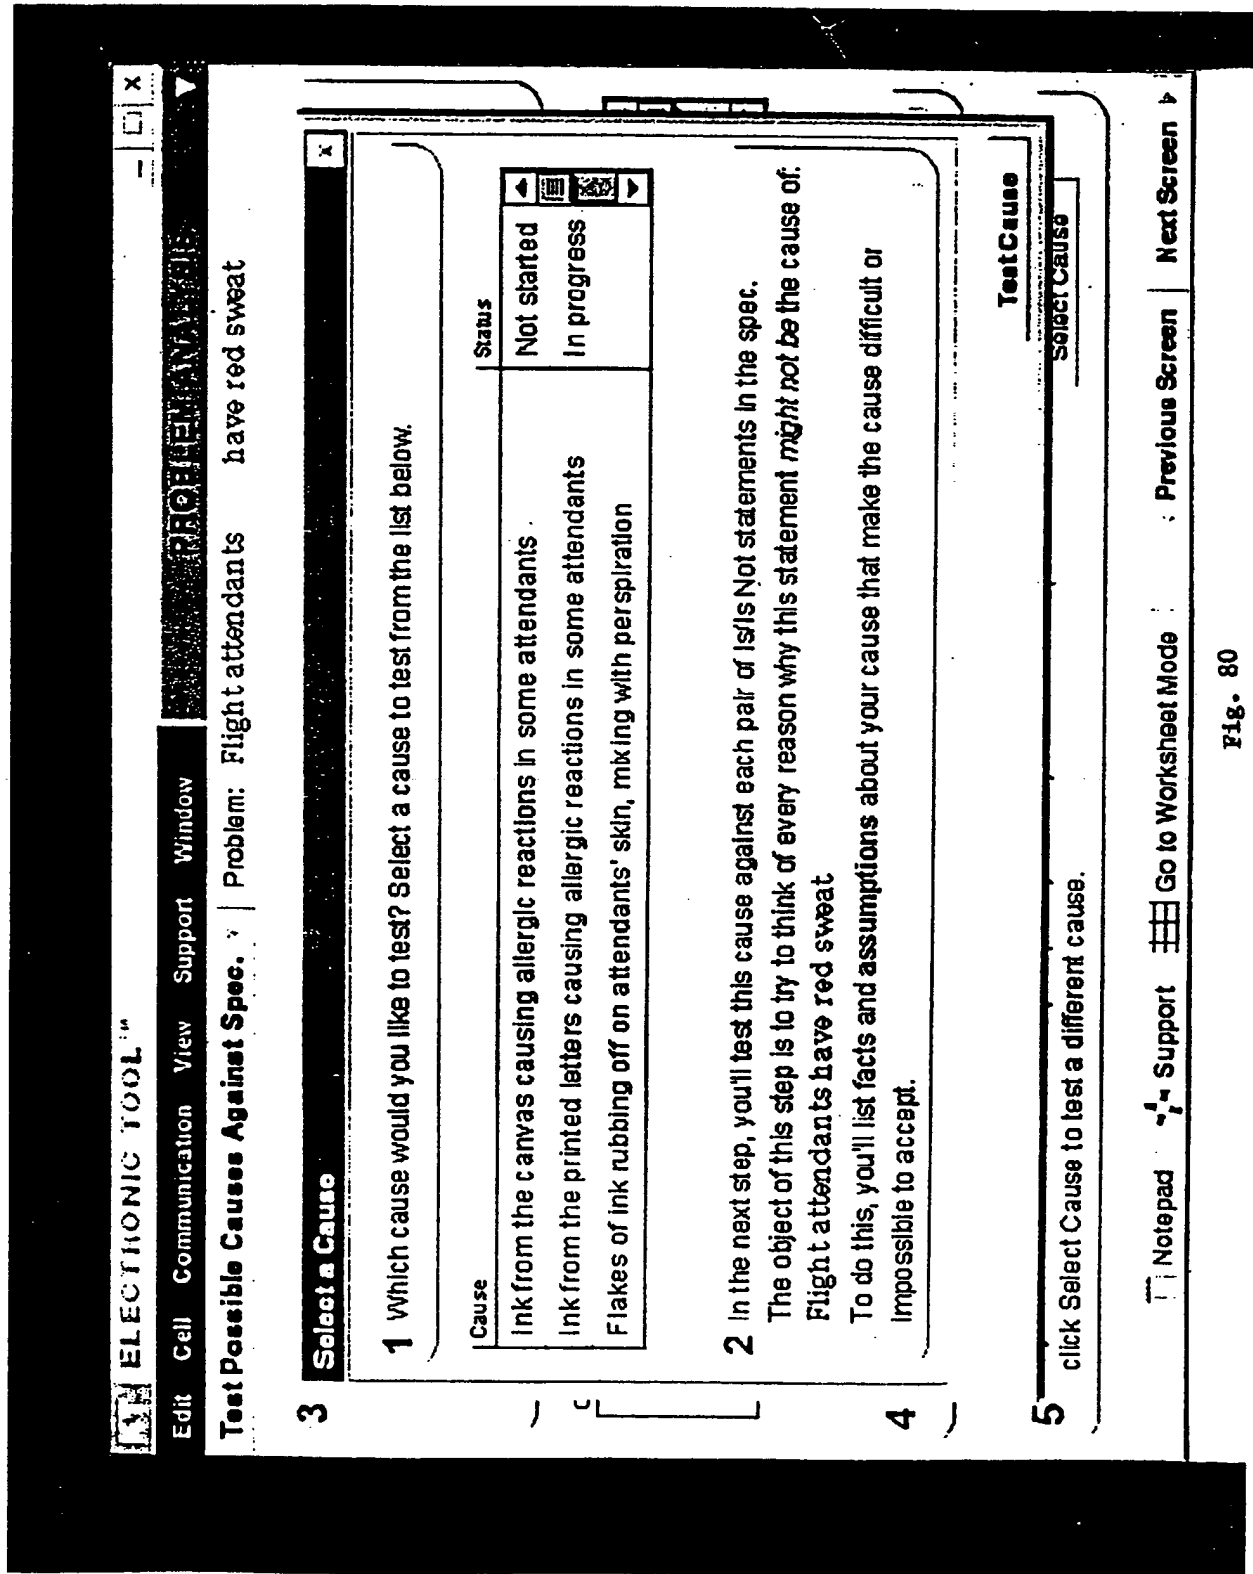 ELECTRONIC TOOL
Edit Cell Communication View Support Window PROBLEM ANALYSIS
Test Possible Causes Against Spec. Problem: Flight attendants have red sweat
3
Select a Cause x
1 Which cause would you like to test? Select a cause to test from the list below.
Cause Status
Ink from the canvas causing allergic reactions in some attendants Not started
Ink from the printed letters causing allergic reactions in some attendants In progress
Flakes of ink rubbing off on attendants' skin, mixing with perspiration
C
2 In the next step, you'll test this cause against each pair of Is/Is Not statements in the spec.
The object of this step is to try to think of every reason why this statement might not be the cause of:
Flight attendants have red sweat
To do this, you'll list facts and assumptions about your cause that make the cause difficult or
impossible to accept.
4
Test Cause
5
Select Cause
click Select Cause to test a different cause.
Notepad Support Go to Worksheet Mode Previous Screen Next Screen
Fig. 80